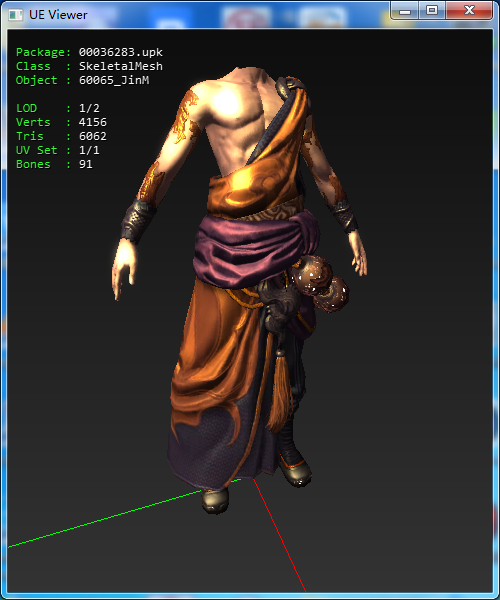 UE Viewer
Package: 00036283.upk
Class : SkeletalMesh
Object : 60065_JinM
LOD : 1/2
Verts : 4156
Tris : 6062
UV Set : 1/1
Bones : 91